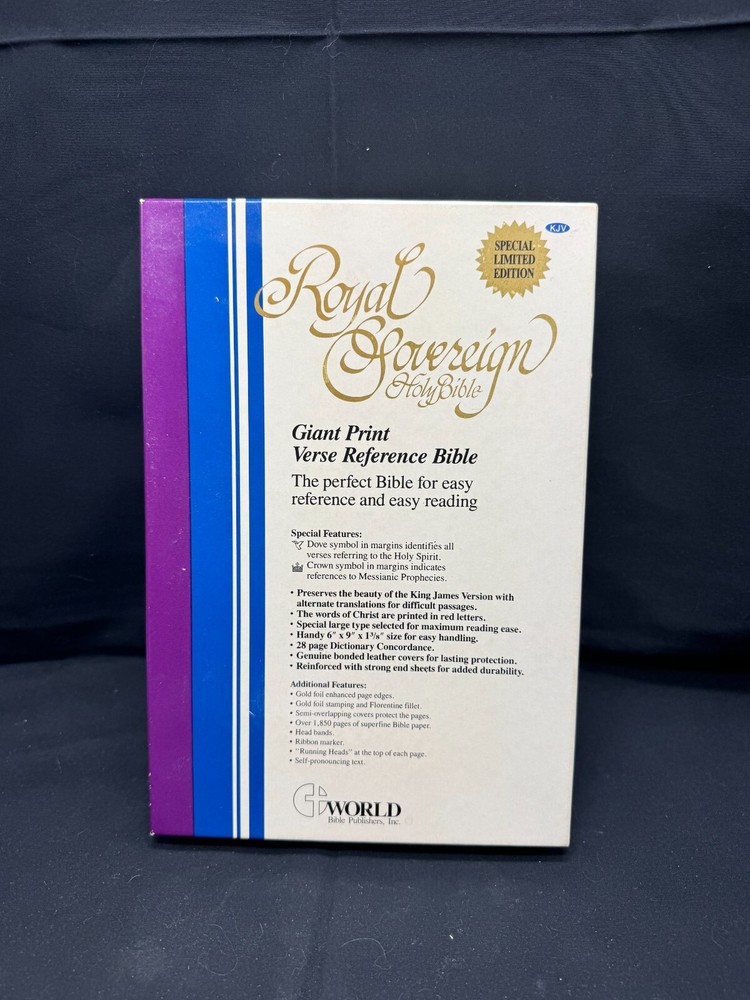 KJV
SPECIAL
LIMITED
EDITION
Royal
Sovereign
Holy Bible
Giant Print
Verse Reference Bible
The perfect Bible for easy
reference and easy reading
Special Features:
Dove symbol in margins identifies all
verses referring to the Holy Spirit.
Crown symbol in margins indicates
references to Messianic Prophecies.
• Preserves the beauty of the King James Version with
alternate translations for difficult passages.
• The words of Christ are printed in red letters.
• Special large type selected for maximum reading ease.
• Handy 6" x 9" x 1³/₈" size for easy handling.
• 28 page Dictionary Concordance.
• Genuine bonded leather covers for lasting protection.
• Reinforced with strong end sheets for added durability.
Additional Features:
• Gold foil enhanced page edges.
• Gold foil stamping and Florentine fillet.
• Semi-overlapping covers protect the pages.
• Over 1,850 pages of superfine Bible paper.
• Head bands.
• Ribbon marker.
• "Running Heads" at the top of each page.
• Self-pronouncing text.
WORLD
Bible Publishers, Inc.